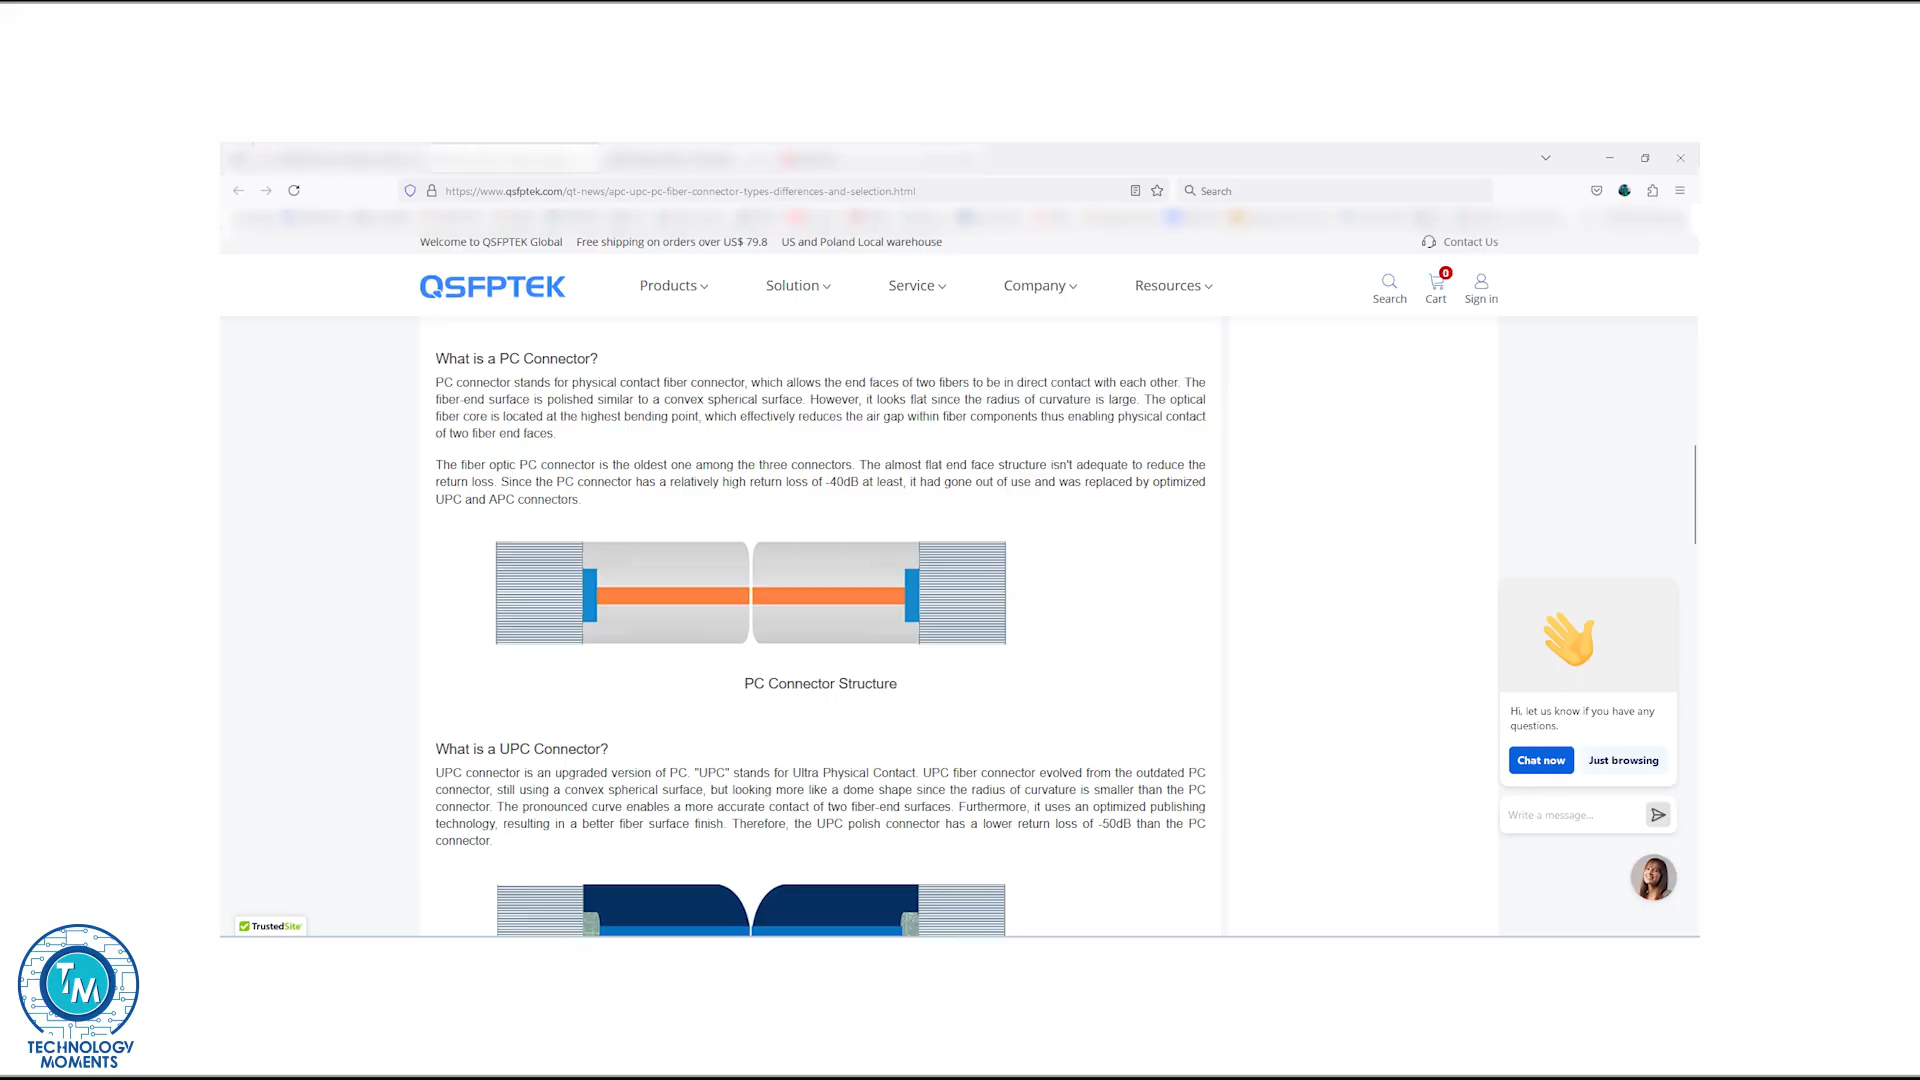 https://www.qsfptek.com/qt-news/apc-upc-pc-fiber-connector-types-differences-and-selection.html
Search
Welcome to QSFPTEK Global Free shipping on orders over US$ 79.8 US and Poland Local warehouse
Contact Us
QSFPTEK
Products
Solution
Service
Company
Resources
Search
0
Cart
Sign in
What is a PC Connector?
PC connector stands for physical contact fiber connector, which allows the end faces of two fibers to be in direct contact with each other. The
fiber-end surface is polished similar to a convex spherical surface. However, it looks flat since the radius of curvature is large. The optical
fiber core is located at the highest bending point, which effectively reduces the air gap within fiber components thus enabling physical contact
of two fiber end faces.
The fiber optic PC connector is the oldest one among the three connectors. The almost flat end face structure isn't adequate to reduce the
return loss. Since the PC connector has a relatively high return loss of -40dB at least, it had gone out of use and was replaced by optimized
UPC and APC connectors.
PC Connector Structure
What is a UPC Connector?
UPC connector is an upgraded version of PC. "UPC" stands for Ultra Physical Contact. UPC fiber connector evolved from the outdated PC
connector, still using a convex spherical surface, but looking more like a dome shape since the radius of curvature is smaller than the PC
connector. The pronounced curve enables a more accurate contact of two fiber-end surfaces. Furthermore, it uses an optimized publishing
technology, resulting in a better fiber surface finish. Therefore, the UPC polish connector has a lower return loss of -50dB than the PC
connector.
Hi, let us know if you have any
questions.
Chat now
Just browsing
Write a message...
TrustedSite
TM
TECHNOLOGY
MOMENTS